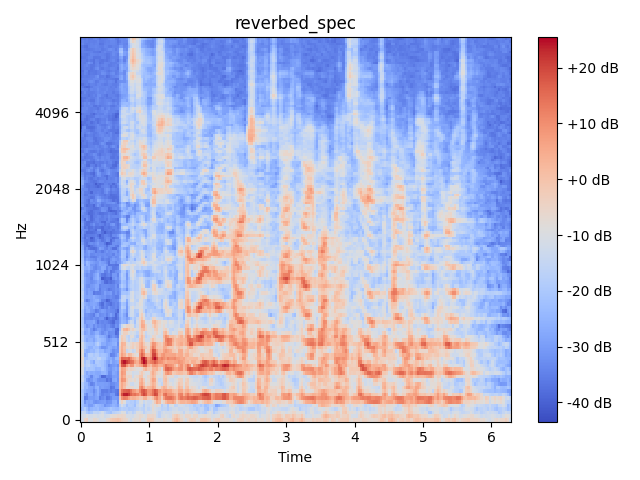 reverbed_spec
+20 dB
4096
+10 dB
2048
+0 dB
Hz
-10 dB
1024
-20 dB
512
-30 dB
-40 dB
0
0 1 2 3 4 5 6
Time